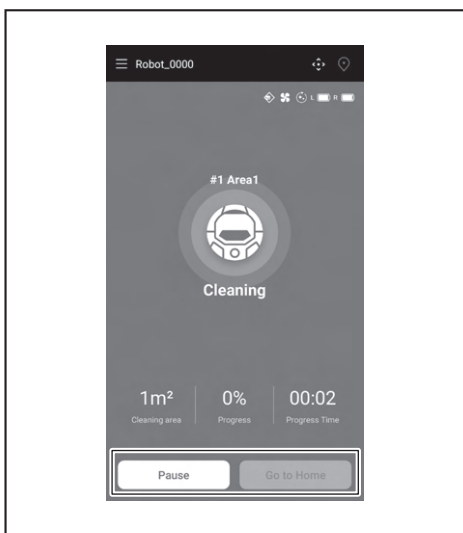 Robot_0000
L R
#1 Area1
Cleaning
1m² 0% 00:02
Cleaning area Progress Progress Time
Pause Go to Home